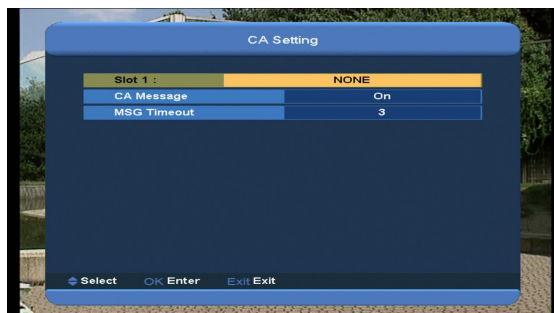 CA Setting
Slot 1 : NONE
CA Message On
MSG Timeout 3
Select OK Enter Exit Exit